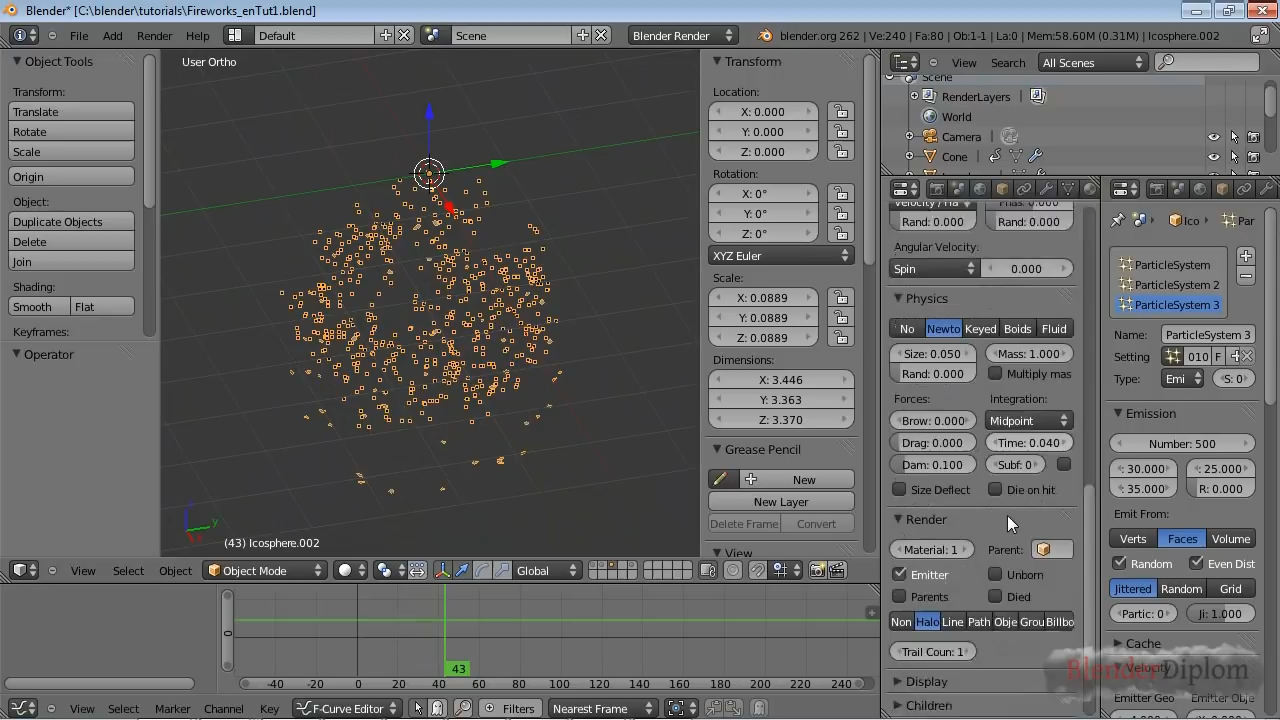 Blender* [C:\blender\tutorials\Fireworks_enTut1.blend]
File Add Render Help Default Scene Blender Render blender.org 262 | Ve:240 | Fa:80 | Ob:1-1 | La:0 | Mem:58.60M (0.31M) | Icosphere.002
Object Tools
Transform:
Translate
Rotate
Scale
Origin
Object:
Duplicate Objects
Delete
Join
Shading:
Smooth Flat
Keyframes:
Operator
User Ortho
z
y
(43) Icosphere.002
Transform
Location:
X: 0.000
Y: 0.000
Z: 0.000
Rotation:
X: 0°
Y: 0°
Z: 0°
XYZ Euler
Scale:
X: 0.0889
Y: 0.0889
Z: 0.0889
Dimensions:
X: 3.446
Y: 3.363
Z: 3.370
Grease Pencil
New
New Layer
Delete Frame Convert
View
View Search All Scenes
Scene
RenderLayers |
World
Camera
Cone
Velocity / Ha Phas: 0.000
Rand: 0.000 Rand: 0.000
Angular Velocity:
Spin 0.000
Physics
No Newto Keyed Boids Fluid
Size: 0.050 Mass: 1.000
Rand: 0.000 Multiply mas
Forces: Integration:
Brow: 0.000 Midpoint
Drag: 0.000 Time: 0.040
Dam: 0.100 Subf: 0
Size Deflect Die on hit
Render
Material: 1 Parent:
Emitter Unborn
Parents Died
Non Halo Line Path Obje Grou Billbo
Trail Coun: 1
Display
Children
Ico Par
ParticleSystem
ParticleSystem 2
ParticleSystem 3
Name: ParticleSystem 3
Setting 010 F
Type: Emi S: 0
Emission
Number: 500
30.000 25.000
35.000 R: 0.000
Emit From:
Verts Faces Volume
Random Even Dist
Jittered Random Grid
Partic: 0 Ji: 1.000
Cache
Velocity
Emitter Geo Emitter Obje
BlenderDiplom
View Select Object Object Mode Global
0
43
-40 -20 0 20 40 60 80 100 120 140 160 180 200 220 240
View Select Marker Channel Key F-Curve Editor Filters Nearest Frame